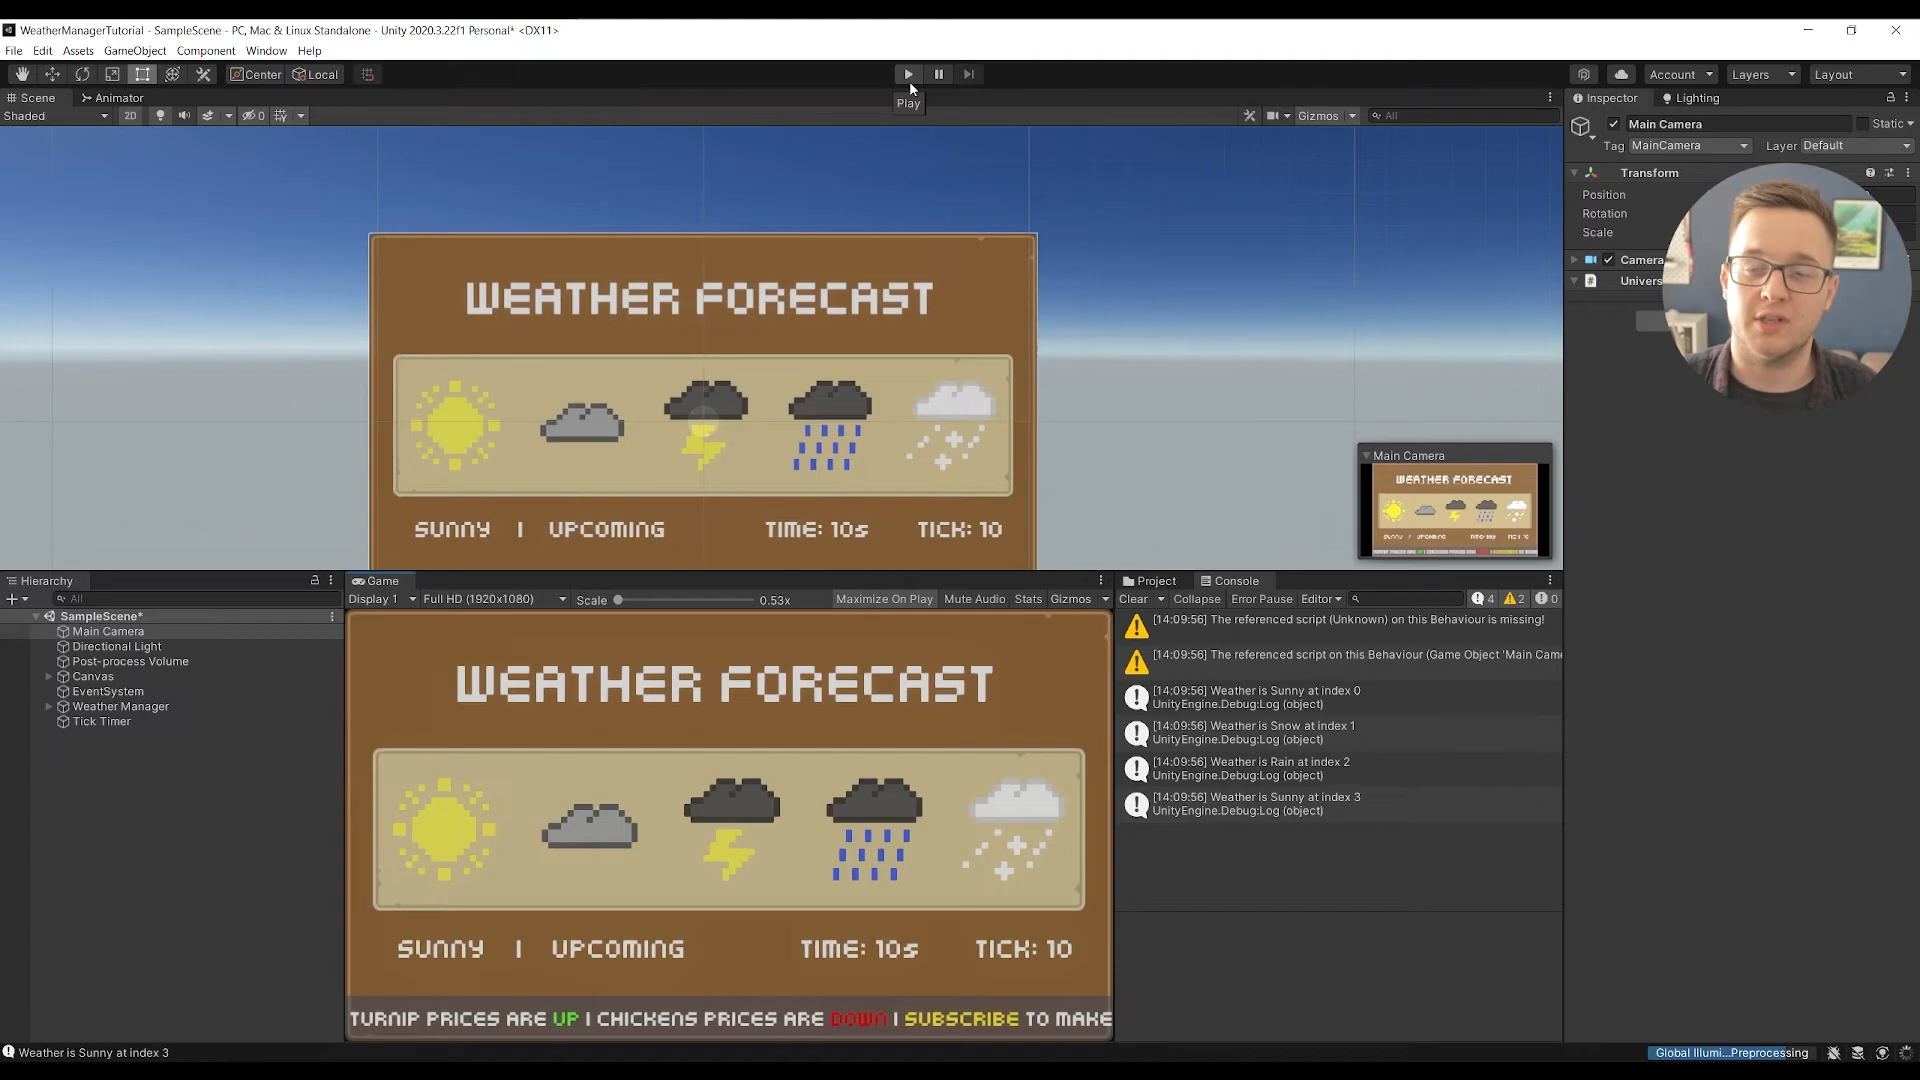 WeatherManagerTutorial - SampleScene - PC, Mac & Linux Standalone - Unity 2020.3.22f1 Personal* <DX11>
File Edit Assets GameObject Component Window Help
Center Local Account Layers Layout
Play
Scene Animator
Shaded 2D 0 Gizmos All
Inspector Lighting
Main Camera Static
Tag MainCamera Layer Default
Transform
Position
Rotation
Scale
Camera
Univers
WEATHER FORECAST
SUNNY | UPCOMING TIME: 10s TICK: 10
Main Camera
WEATHER FORECAST
SUNNY | UPCOMING
Hierarchy
All
SampleScene*
Main Camera
Directional Light
Post-process Volume
Canvas
EventSystem
Weather Manager
Tick Timer
Game
Display 1 Full HD (1920x1080) Scale 0.53x Maximize On Play Mute Audio Stats Gizmos
WEATHER FORECAST
SUNNY | UPCOMING TIME: 10s TICK: 10
TURNIP PRICES ARE UP | CHICKENS PRICES ARE DOWN | SUBSCRIBE TO MAKE
Project Console
Clear Collapse Error Pause Editor 4 2 0
[14:09:56] The referenced script (Unknown) on this Behaviour is missing!
[14:09:56] The referenced script on this Behaviour (Game Object 'Main Came
[14:09:56] Weather is Sunny at index 0
UnityEngine.Debug:Log (object)
[14:09:56] Weather is Snow at index 1
UnityEngine.Debug:Log (object)
[14:09:56] Weather is Rain at index 2
UnityEngine.Debug:Log (object)
[14:09:56] Weather is Sunny at index 3
UnityEngine.Debug:Log (object)
Weather is Sunny at index 3
Global Illumi...Preprocessing